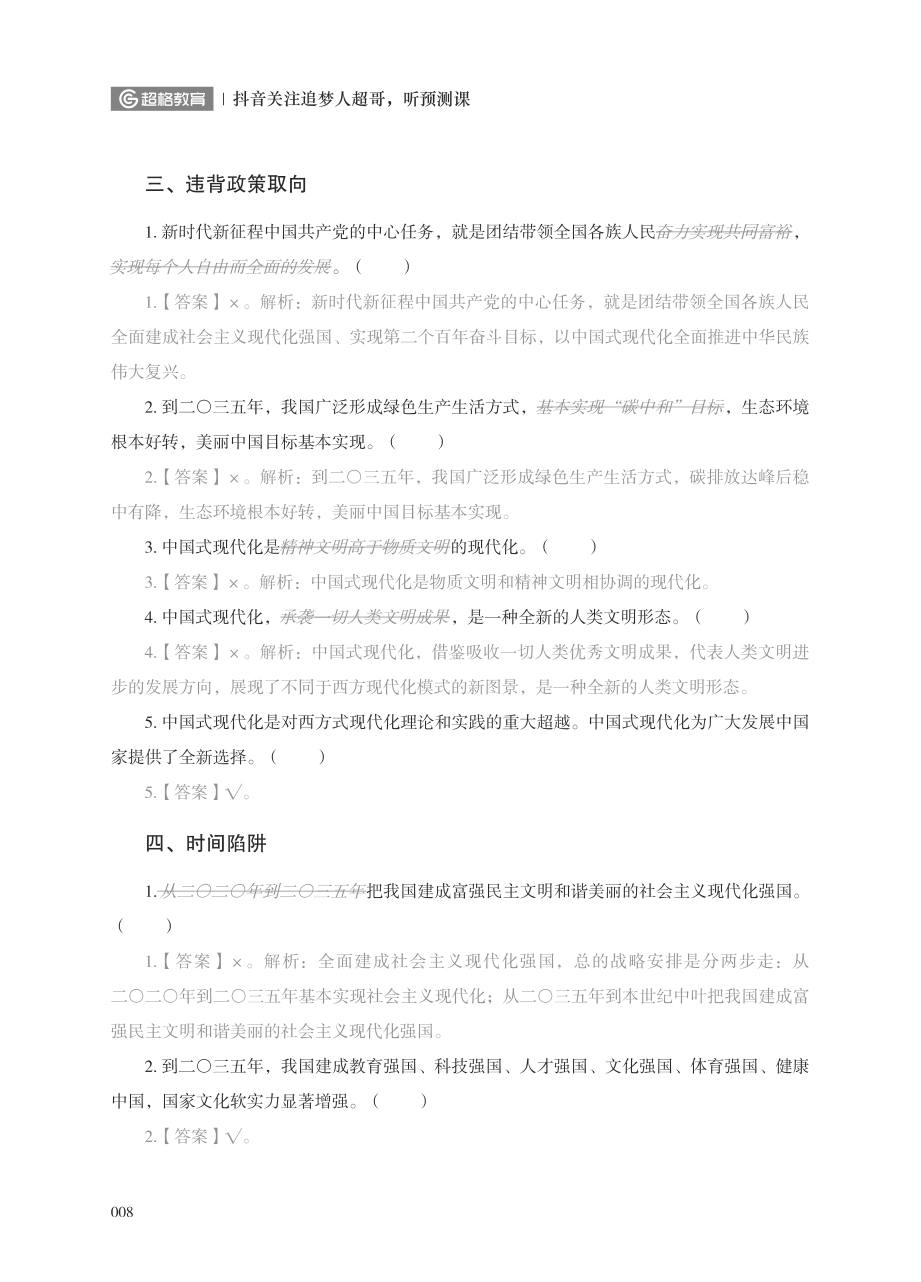 超格教育 | 抖音关注追梦人超哥，听预测课
三、违背政策取向
1. 新时代新征程中国共产党的中心任务，就是团结带领全国各族人民奋力实现共同富裕，
实现每个人自由而全面的发展。（　　）
1.【答案】×。解析：新时代新征程中国共产党的中心任务，就是团结带领全国各族人民
全面建成社会主义现代化强国、实现第二个百年奋斗目标，以中国式现代化全面推进中华民族
伟大复兴。
2. 到二〇三五年，我国广泛形成绿色生产生活方式，基本实现“碳中和”目标，生态环境
根本好转，美丽中国目标基本实现。（　　）
2.【答案】×。解析：到二〇三五年，我国广泛形成绿色生产生活方式，碳排放达峰后稳
中有降，生态环境根本好转，美丽中国目标基本实现。
3. 中国式现代化是精神文明高于物质文明的现代化。（　　）
3.【答案】×。解析：中国式现代化是物质文明和精神文明相协调的现代化。
4. 中国式现代化，承袭一切人类文明成果，是一种全新的人类文明形态。（　　）
4.【答案】×。解析：中国式现代化，借鉴吸收一切人类优秀文明成果，代表人类文明进
步的发展方向，展现了不同于西方现代化模式的新图景，是一种全新的人类文明形态。
5. 中国式现代化是对西方式现代化理论和实践的重大超越。中国式现代化为广大发展中国
家提供了全新选择。（　　）
5.【答案】√。
四、时间陷阱
1. 从二〇二〇年到二〇三五年把我国建成富强民主文明和谐美丽的社会主义现代化强国。
（　　）
1.【答案】×。解析：全面建成社会主义现代化强国，总的战略安排是分两步走：从
二〇二〇年到二〇三五年基本实现社会主义现代化；从二〇三五年到本世纪中叶把我国建成富
强民主文明和谐美丽的社会主义现代化强国。
2. 到二〇三五年，我国建成教育强国、科技强国、人才强国、文化强国、体育强国、健康
中国，国家文化软实力显著增强。（　　）
2.【答案】√。
008